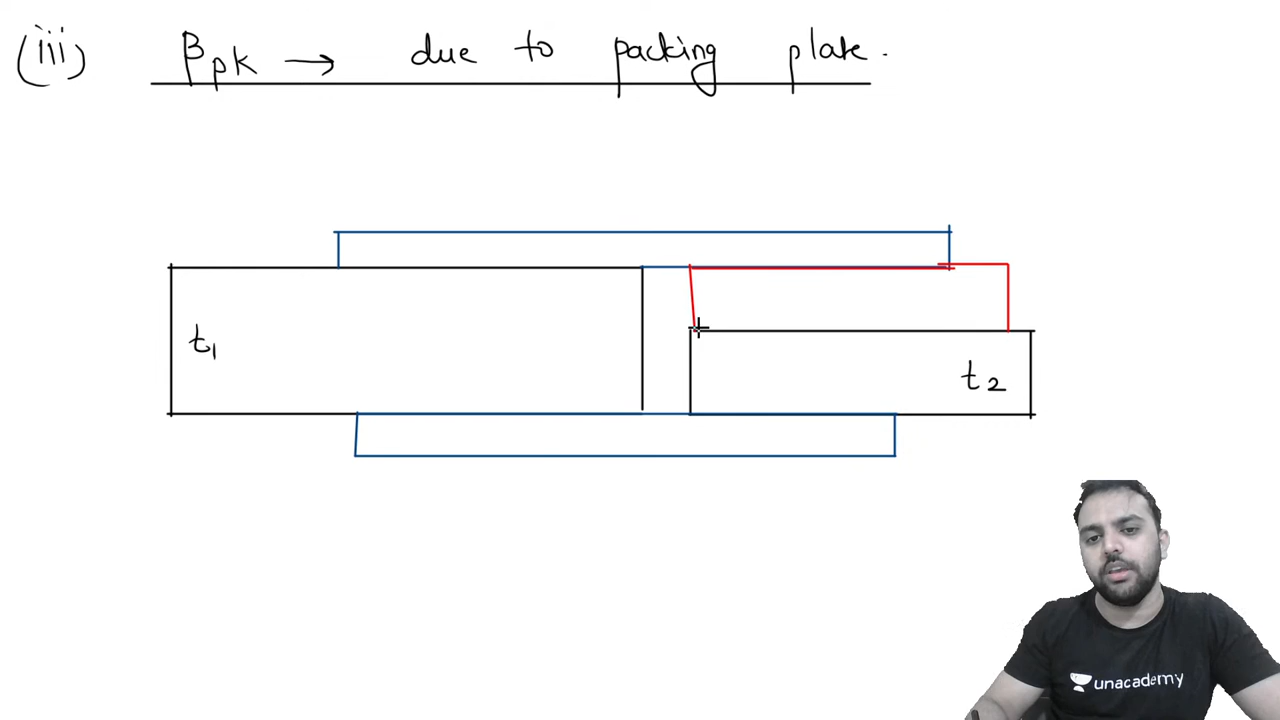 (iii) βpk → due to packing plate.
t1
t2
unacademy